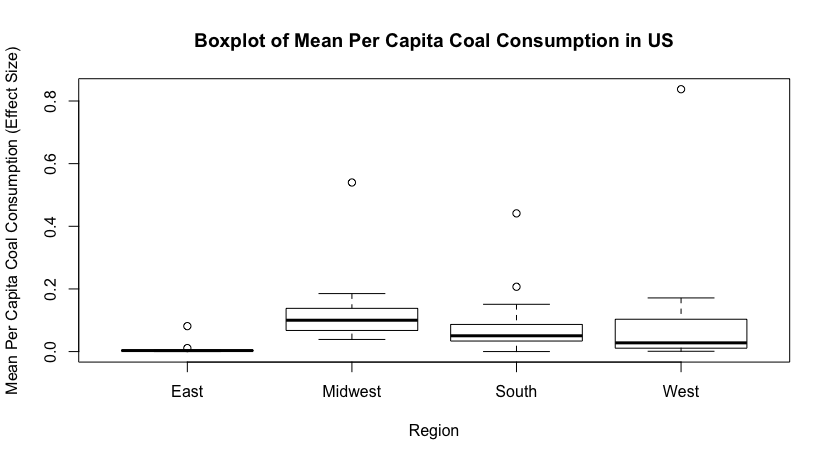 Boxplot of Mean Per Capita Coal Consumption in US
Mean Per Capita Coal Consumption (Effect Size)
0.8
0.6
0.4
0.2
0.0
East Midwest South West
Region